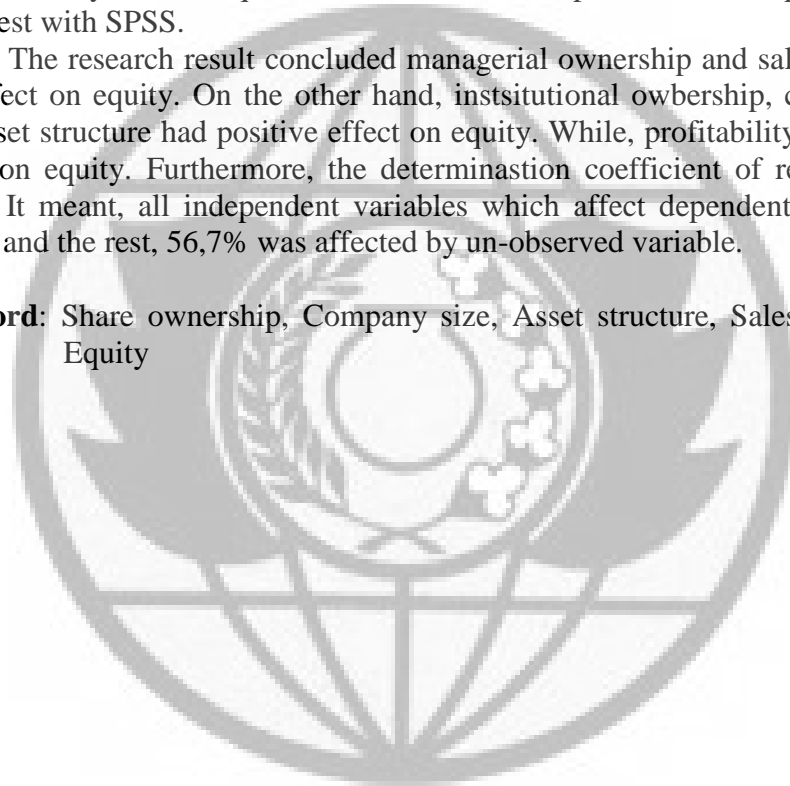 est with SPSS.
The research result concluded managerial ownership and sal
fect on equity. On the other hand, instsitutional owbership, c
set structure had positive effect on equity. While, profitability
on equity. Furthermore, the determinastion coefficient of re
It meant, all independent variables which affect dependent
and the rest, 56,7% was affected by un-observed variable.
ord: Share ownership, Company size, Asset structure, Sales
Equity